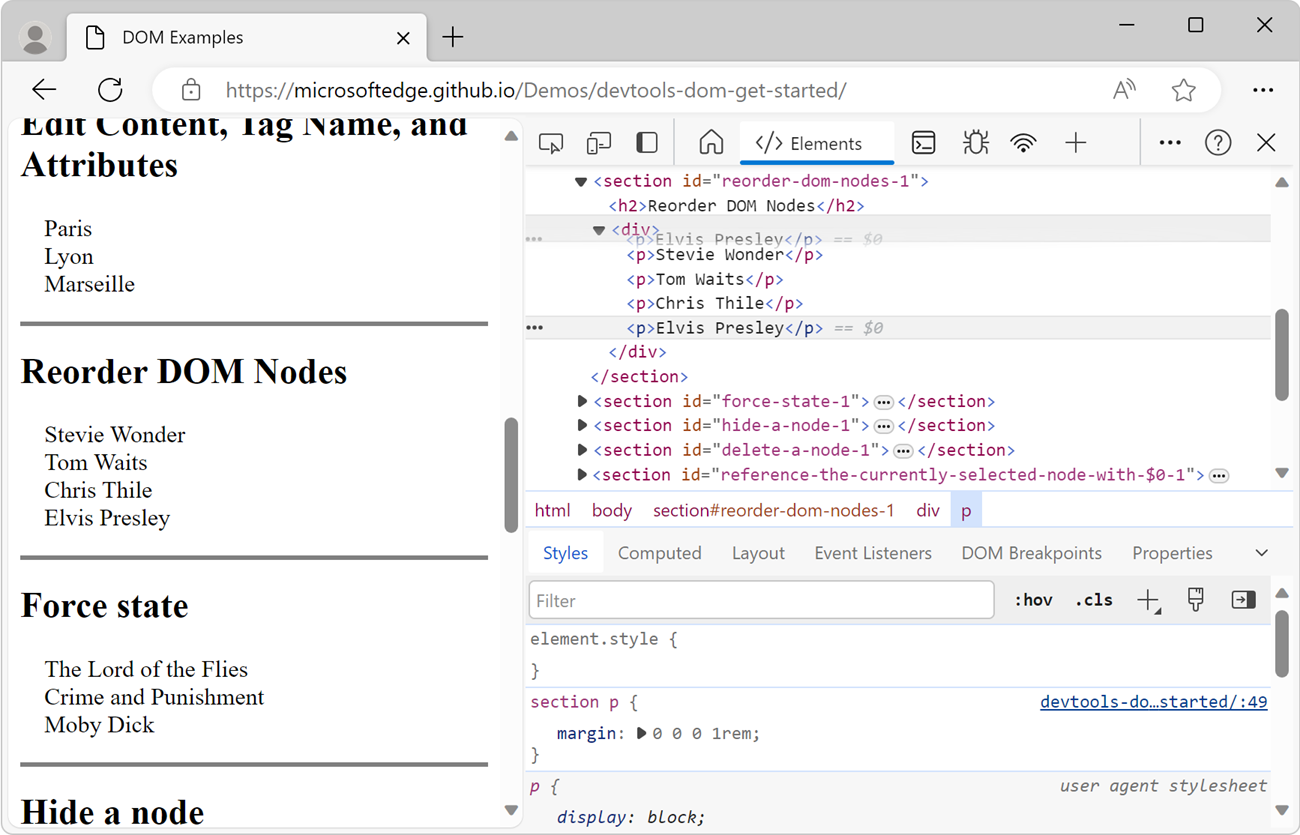 DOM Examples
https://microsoftedge.github.io/Demos/devtools-dom-get-started/
Edit Content, Tag Name, and
Attributes
Paris
Lyon
Marseille
Reorder DOM Nodes
Stevie Wonder
Tom Waits
Chris Thile
Elvis Presley
Force state
The Lord of the Flies
Crime and Punishment
Moby Dick
Hide a node
</> Elements
<section id="reorder-dom-nodes-1">
<h2>Reorder DOM Nodes</h2>
<div>
<p>Elvis Presley</p> == $0
<p>Stevie Wonder</p>
<p>Tom Waits</p>
<p>Chris Thile</p>
<p>Elvis Presley</p> == $0
</div>
</section>
<section id="force-state-1">…</section>
<section id="hide-a-node-1">…</section>
<section id="delete-a-node-1">…</section>
<section id="reference-the-currently-selected-node-with-$0-1">…
html body section#reorder-dom-nodes-1 div p
Styles Computed Layout Event Listeners DOM Breakpoints Properties
Filter :hov .cls
element.style {
}
section p { devtools-do…started/:49
margin: 0 0 0 1rem;
}
p { user agent stylesheet
display: block;